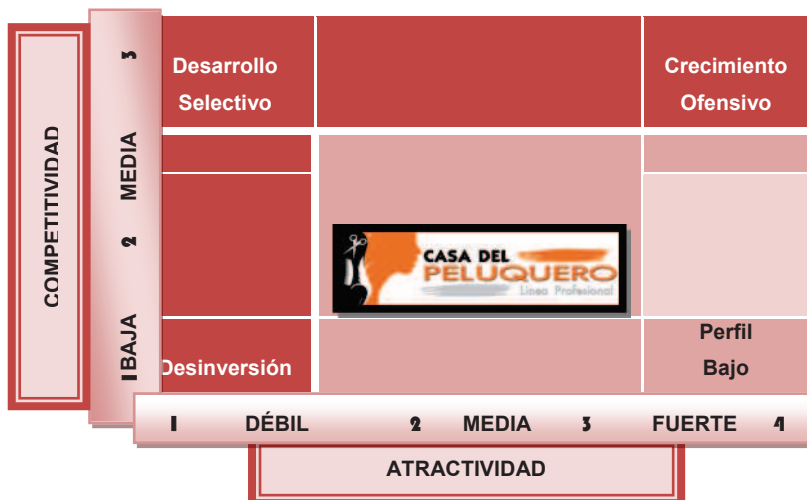 COMPETITIVIDAD
1 BAJA 2 MEDIA 3
Desarrollo
Selectivo
Crecimiento
Ofensivo
CASA DEL
PELUQUERO
Linea Profesional
Desinversión
Perfil
Bajo
1 DÉBIL 2 MEDIA 3 FUERTE 4
ATRACTIVIDAD